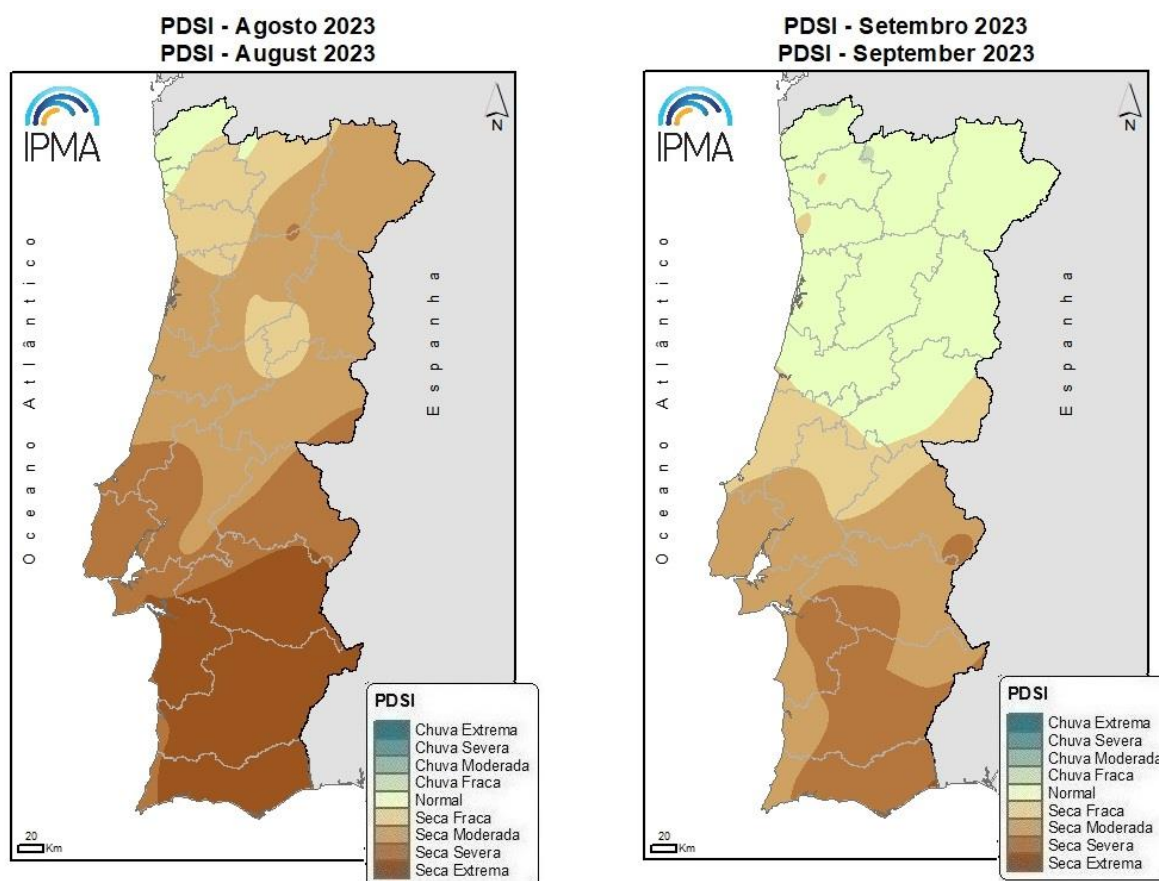 PDSI - Agosto 2023
PDSI - August 2023
IPMA
N
Oceano Atlântico
Espanha
PDSI
Chuva Extrema
Chuva Severa
Chuva Moderada
Chuva Fraca
Normal
Seca Fraca
Seca Moderada
Seca Severa
Seca Extrema
20
Km
PDSI - Setembro 2023
PDSI - September 2023
IPMA
N
Oceano Atlântico
Espanha
PDSI
Chuva Extrema
Chuva Severa
Chuva Moderada
Chuva Fraca
Normal
Seca Fraca
Seca Moderada
Seca Severa
Seca Extrema
20
Km